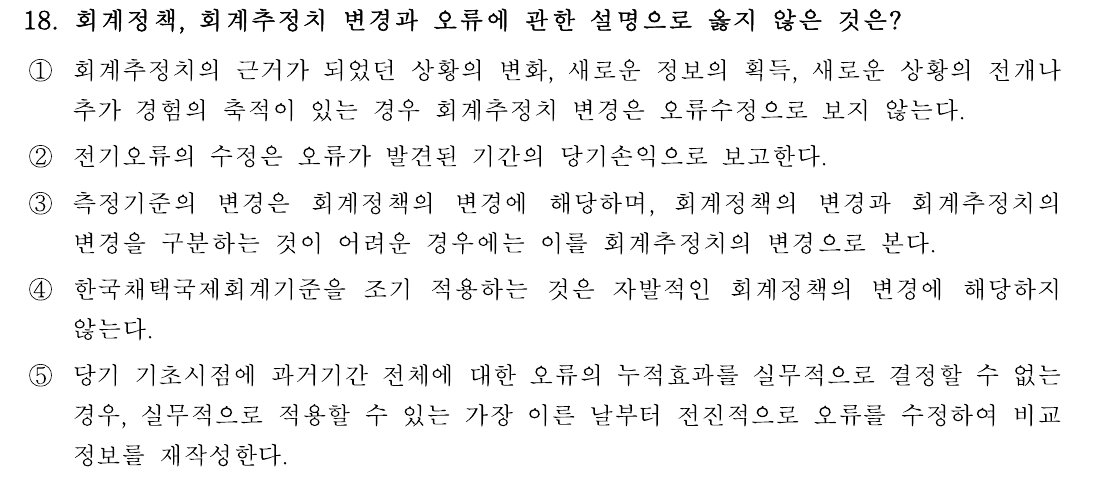 18. 회계정책, 회계추정치 변경과 오류에 관한 설명으로 옳지 않은 것은?
① 회계추정치의 근거가 되었던 상황의 변화, 새로운 정보의 획득, 새로운 상황의 전개나
추가 경험의 축적이 있는 경우 회계추정치 변경은 오류수정으로 보지 않는다.
② 전기오류의 수정은 오류가 발견된 기간의 당기손익으로 보고한다.
③ 측정기준의 변경은 회계정책의 변경에 해당하며, 회계정책의 변경과 회계추정치의
변경을 구분하는 것이 어려운 경우에는 이를 회계추정치의 변경으로 본다.
④ 한국채택국제회계기준을 조기 적용하는 것은 자발적인 회계정책의 변경에 해당하지
않는다.
⑤ 당기 기초시점에 과거기간 전체에 대한 오류의 누적효과를 실무적으로 결정할 수 없는
경우, 실무적으로 적용할 수 있는 가장 이른 날부터 전진적으로 오류를 수정하여 비교
정보를 재작성한다.